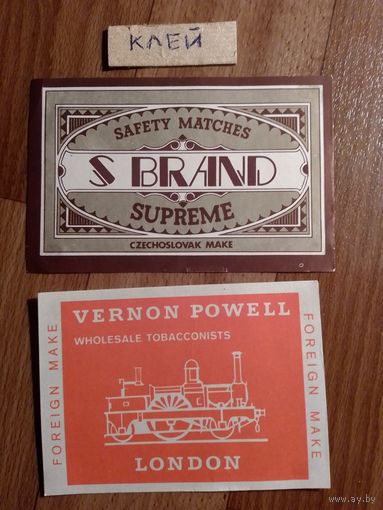 КЛЕЙ
SAFETY MATCHES
S BRAND
SUPREME
CZECHOSLOVAK MAKE
VERNON POWELL
WHOLESALE TOBACCONISTS
FOREIGN MAKE
FOREIGN MAKE
LONDON
www.ay.by